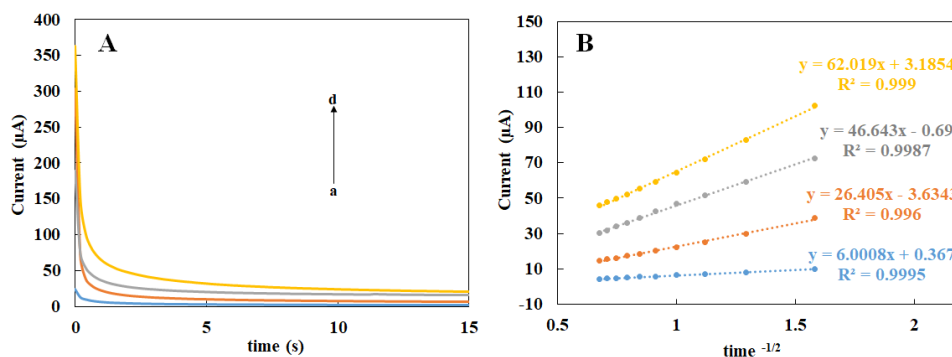 A
400
350
300
250
200
150
100
50
0
Current (µA)
d
a
0
5
10
15
time (s)
B
150
130
110
90
70
50
30
10
-10
Current (µA)
y = 62.019x + 3.1854
R² = 0.999
y = 46.643x - 0.69
R² = 0.9987
y = 26.405x - 3.6343
R² = 0.996
y = 6.0008x + 0.367
R² = 0.9995
0.5
1
1.5
2
time -1/2